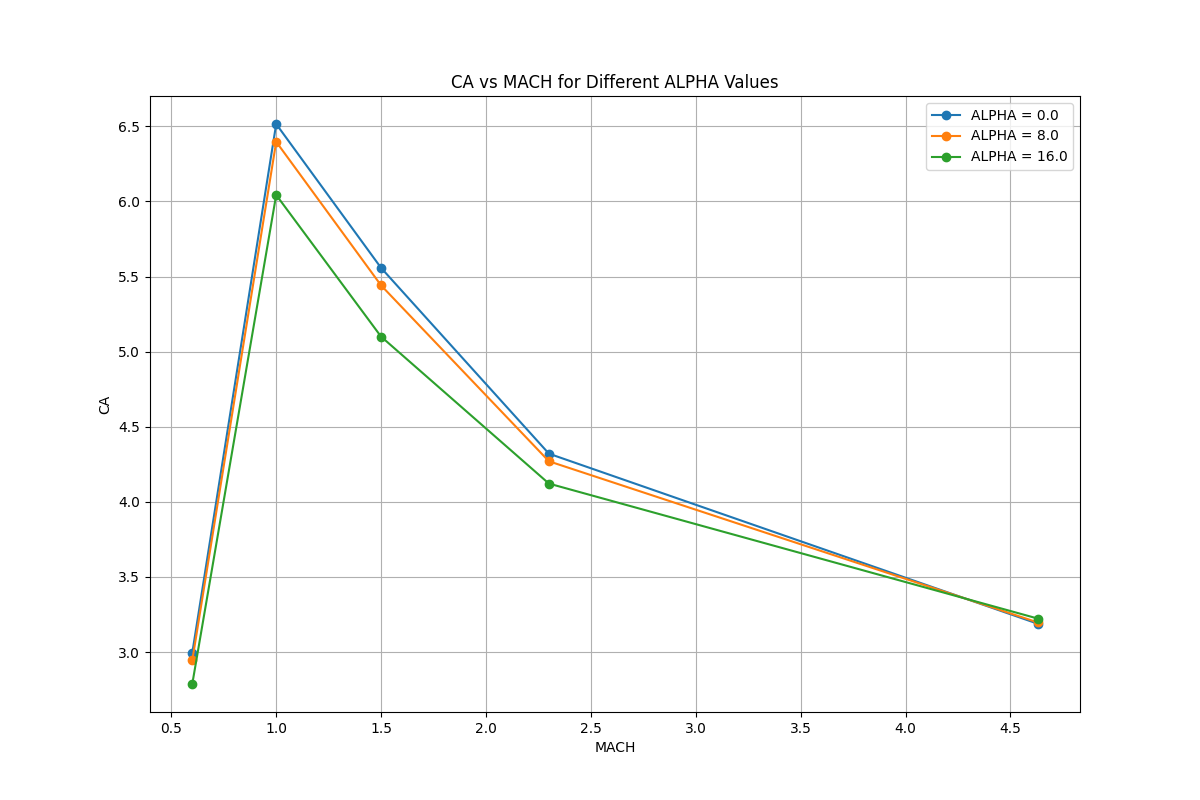 CA vs MACH for Different ALPHA Values
ALPHA = 0.0
ALPHA = 8.0
ALPHA = 16.0
CA
6.5
6.0
5.5
5.0
4.5
4.0
3.5
3.0
0.5 1.0 1.5 2.0 2.5 3.0 3.5 4.0 4.5
MACH